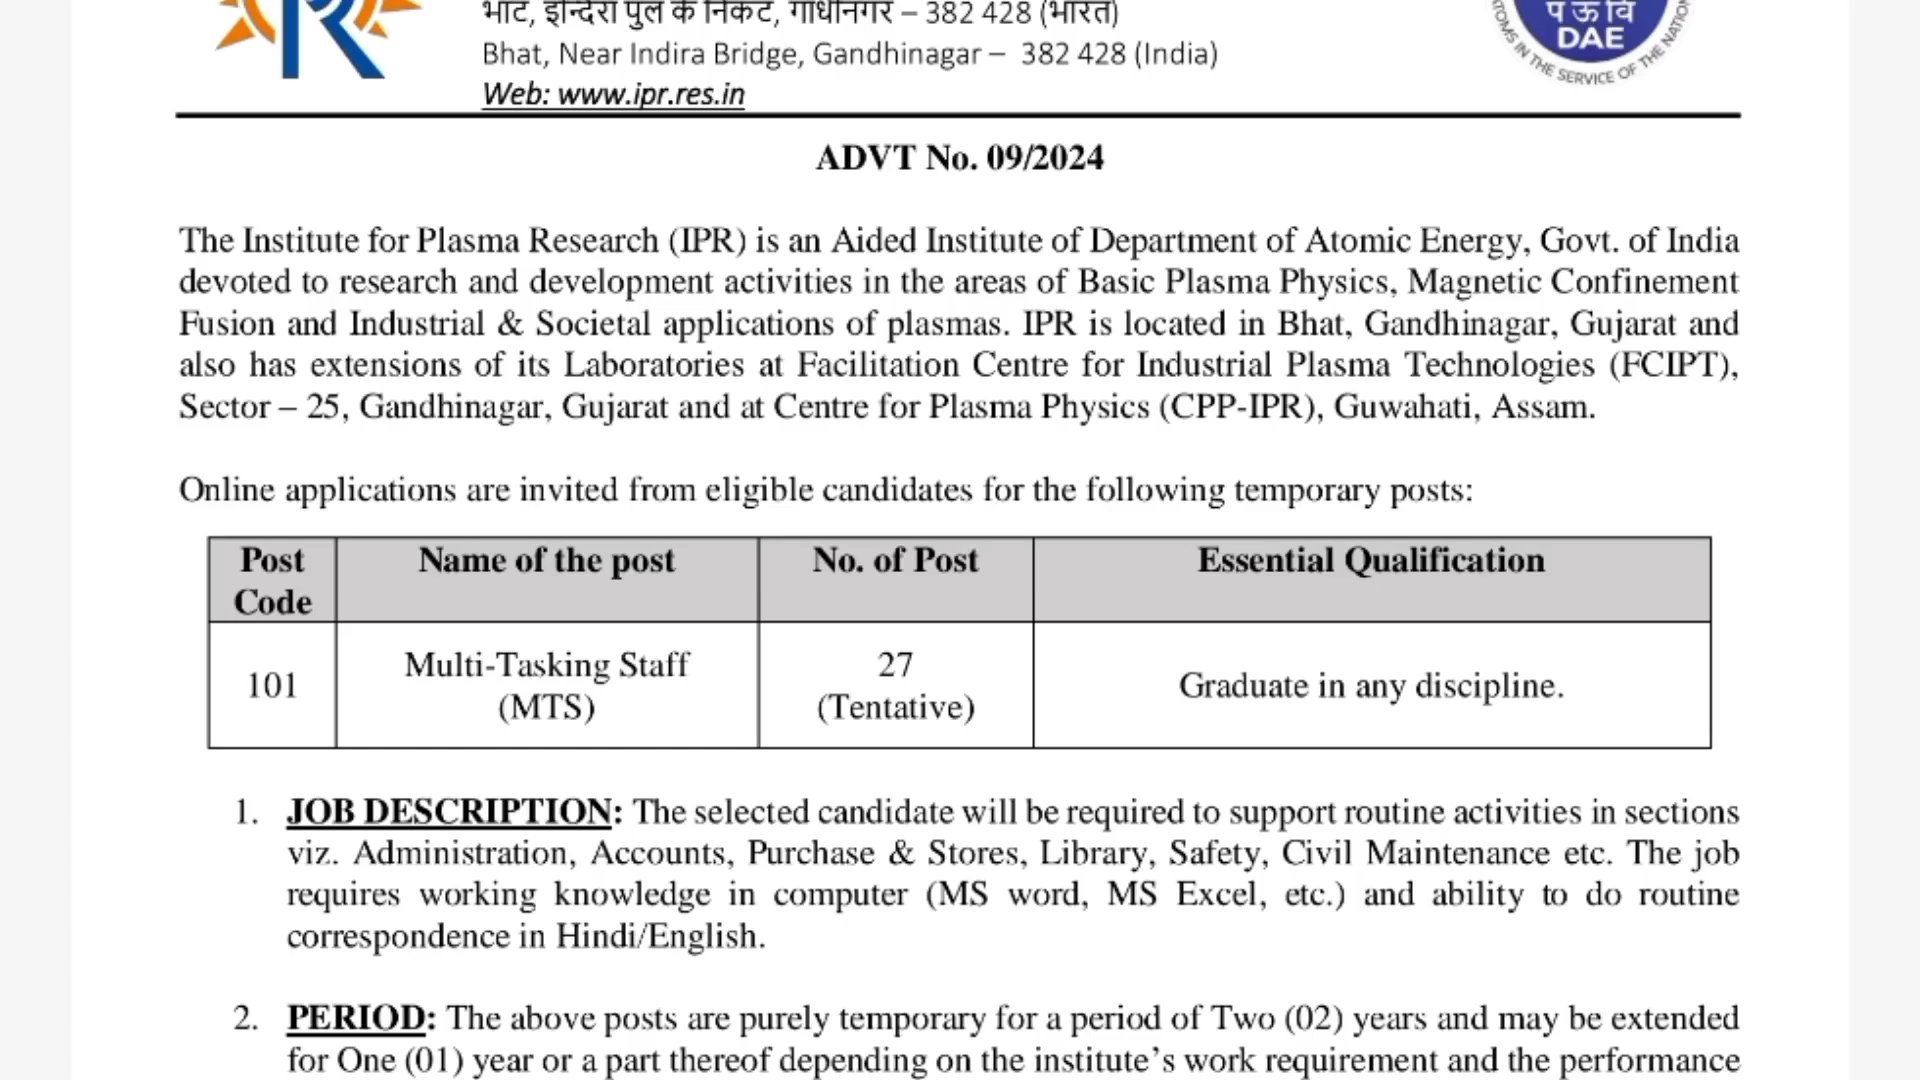 भाट, इन्दिरा पुल के निकट, गांधीनगर – 382 428 (भारत)
Bhat, Near Indira Bridge, Gandhinagar – 382 428 (India)
Web: www.ipr.res.in
पऊवि
DAE
ATOMS IN THE SERVICE OF THE NATION
ADVT No. 09/2024
The Institute for Plasma Research (IPR) is an Aided Institute of Department of Atomic Energy, Govt. of India
devoted to research and development activities in the areas of Basic Plasma Physics, Magnetic Confinement
Fusion and Industrial & Societal applications of plasmas. IPR is located in Bhat, Gandhinagar, Gujarat and
also has extensions of its Laboratories at Facilitation Centre for Industrial Plasma Technologies (FCIPT),
Sector – 25, Gandhinagar, Gujarat and at Centre for Plasma Physics (CPP-IPR), Guwahati, Assam.
Online applications are invited from eligible candidates for the following temporary posts:
Post Code | Name of the post | No. of Post | Essential Qualification
101 | Multi-Tasking Staff (MTS) | 27 (Tentative) | Graduate in any discipline.
1. JOB DESCRIPTION: The selected candidate will be required to support routine activities in sections
viz. Administration, Accounts, Purchase & Stores, Library, Safety, Civil Maintenance etc. The job
requires working knowledge in computer (MS word, MS Excel, etc.) and ability to do routine
correspondence in Hindi/English.
2. PERIOD: The above posts are purely temporary for a period of Two (02) years and may be extended
for One (01) year or a part thereof depending on the institute's work requirement and the performance